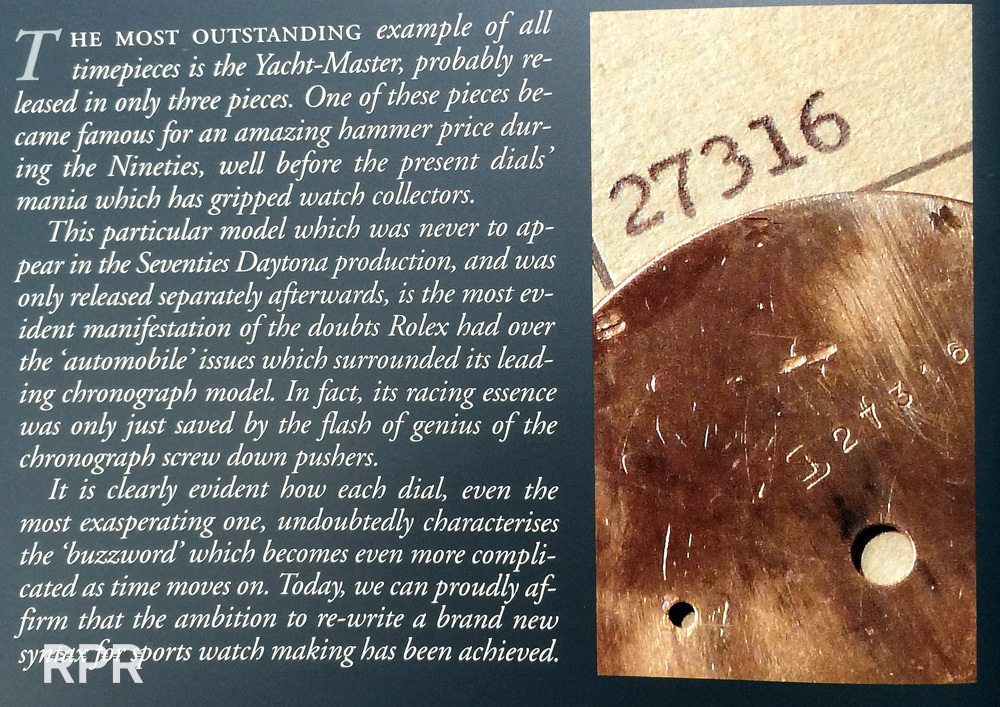 THE MOST OUTSTANDING example of all
timepieces is the Yacht-Master, probably re-
leased in only three pieces. One of these pieces be-
came famous for an amazing hammer price dur-
ing the Nineties, well before the present dials'
mania which has gripped watch collectors.
This particular model which was never to ap-
pear in the Seventies Daytona production, and was
only released separately afterwards, is the most ev-
ident manifestation of the doubts Rolex had over
the 'automobile' issues which surrounded its lead-
ing chronograph model. In fact, its racing essence
was only just saved by the flash of genius of the
chronograph screw down pushers.
It is clearly evident how each dial, even the
most exasperating one, undoubtedly characterises
the 'buzzword' which becomes even more compli-
cated as time moves on. Today, we can proudly af-
firm that the ambition to re-write a brand new
syntax for sports watch making has been achieved.
RPR
27316